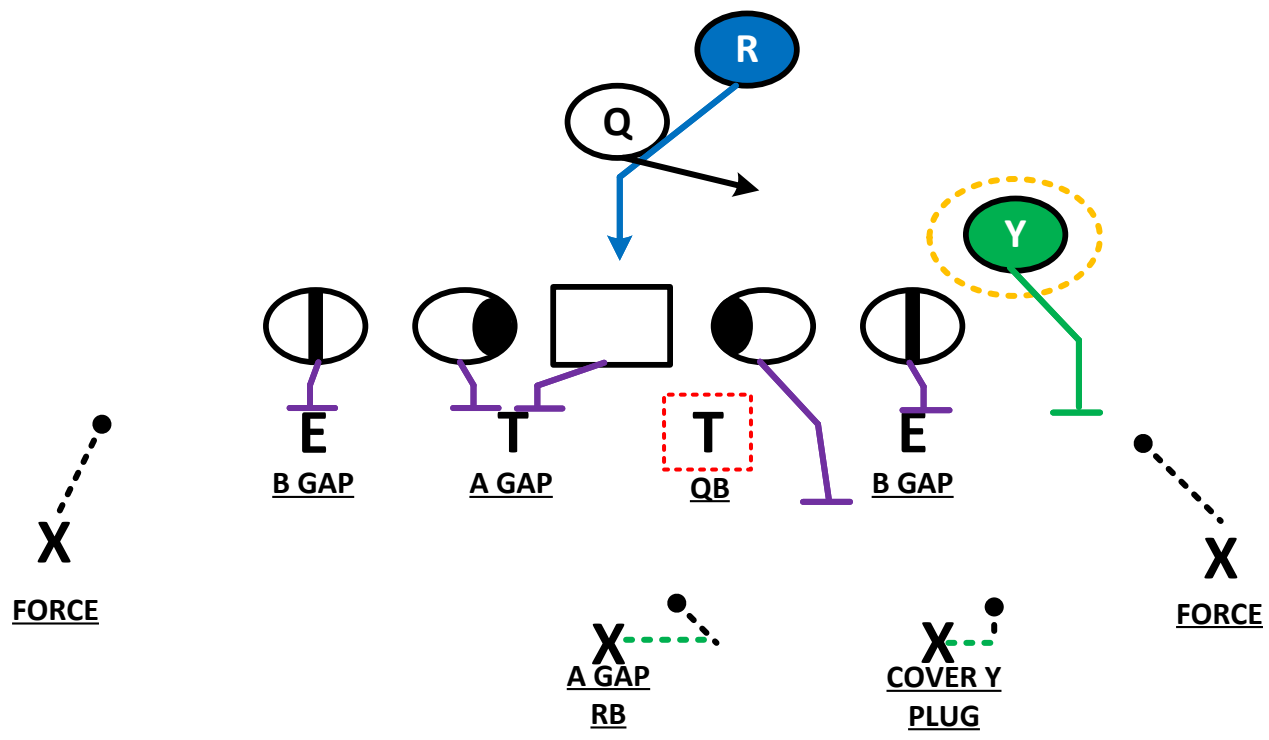 R
Q
Y
E T T E
B GAP A GAP QB B GAP
X X
FORCE FORCE
X X
A GAP COVER Y
RB PLUG